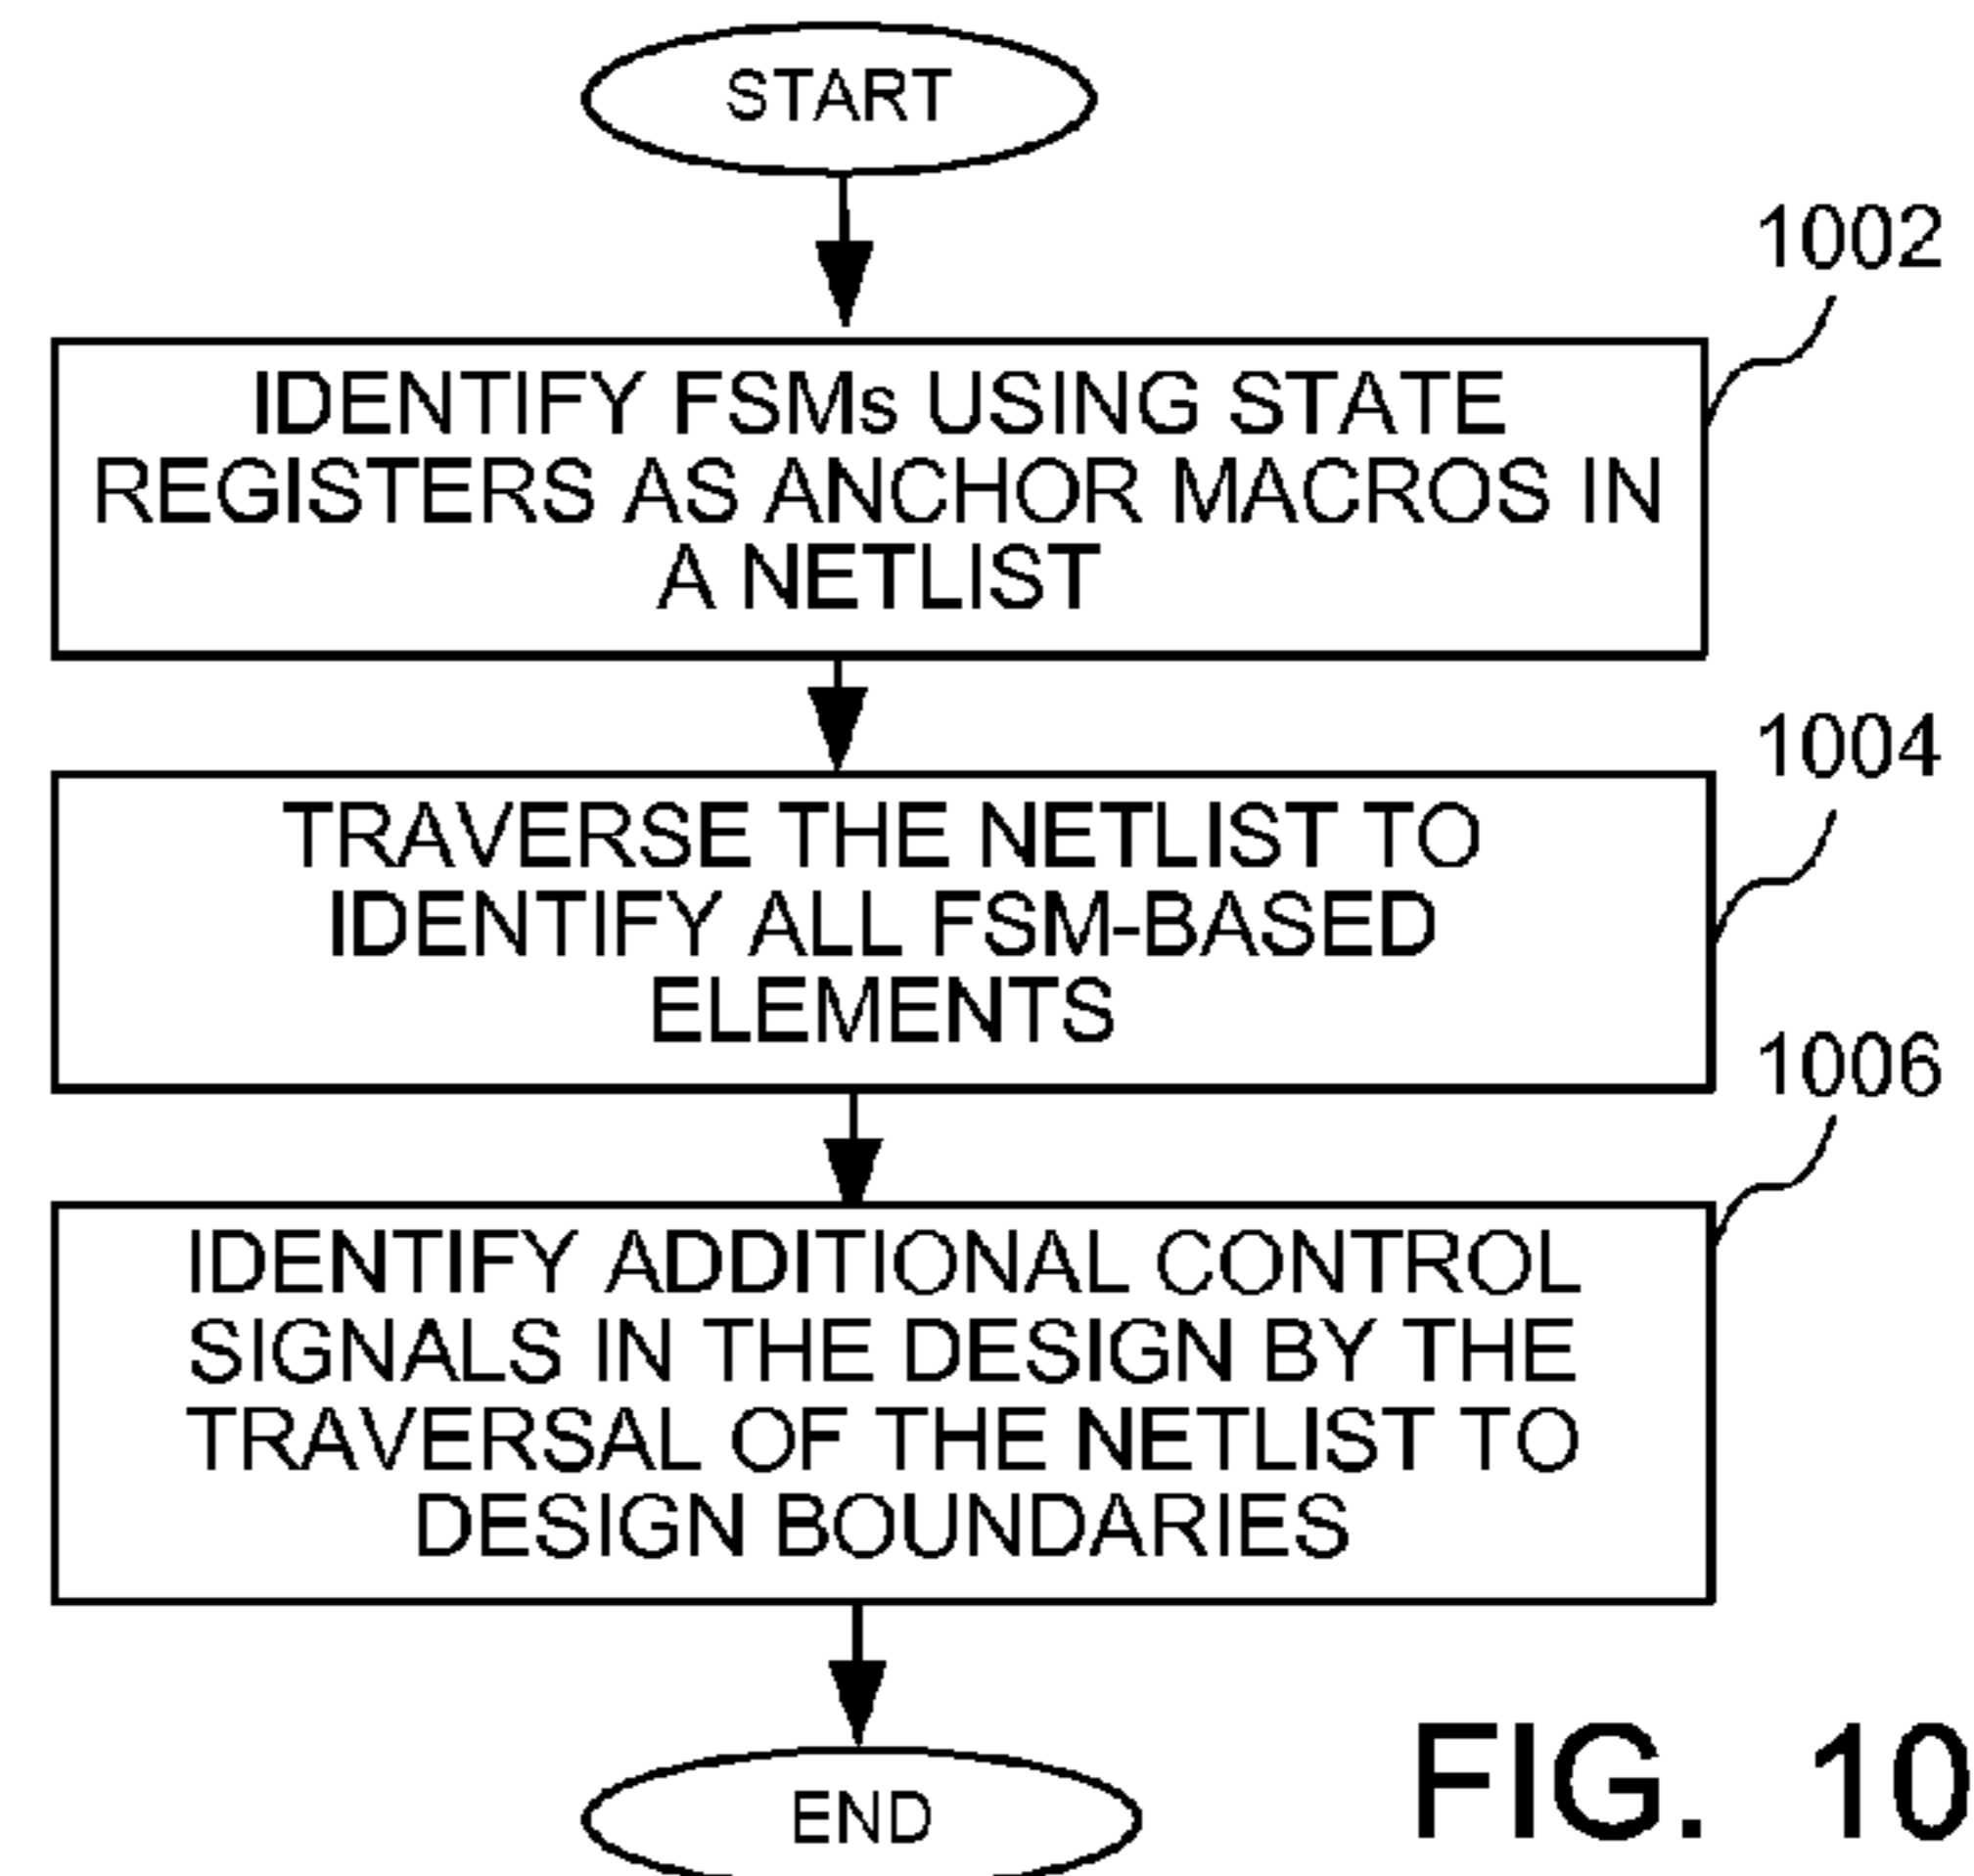 START
1002
IDENTIFY FSMs USING STATE
REGISTERS AS ANCHOR MACROS IN
A NETLIST
1004
TRAVERSE THE NETLIST TO
IDENTIFY ALL FSM-BASED
ELEMENTS
1006
IDENTIFY ADDITIONAL CONTROL
SIGNALS IN THE DESIGN BY THE
TRAVERSAL OF THE NETLIST TO
DESIGN BOUNDARIES
END
FIG. 10